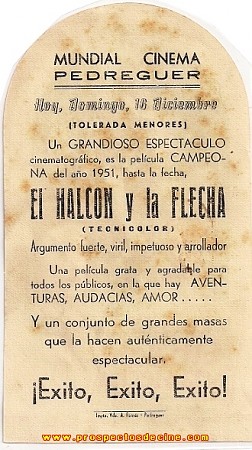 MUNDIAL CINEMA
PEDREGUER
Hoy, Domingo, 16 Diciembre
(TOLERADA MENORES)
Un GRANDIOSO ESPECTACULO
cinematográfico, es la película CAMPEO-
NA del año 1951, hasta la fecha,
El HALCON y la FLECHA
(TECNICOLOR)
Argumento fuerte, viril, impetuoso y arrollador
Una película grata y agradable para
todos los públicos, en la que hay AVEN-
TURAS, AUDACIAS, AMOR . . . . .
Y un conjunto de grandes masas
que la hacen auténticamente
espectacular.
¡Exito, Exito, Exito!
- Pedreguer
www.prospectosdecine.com